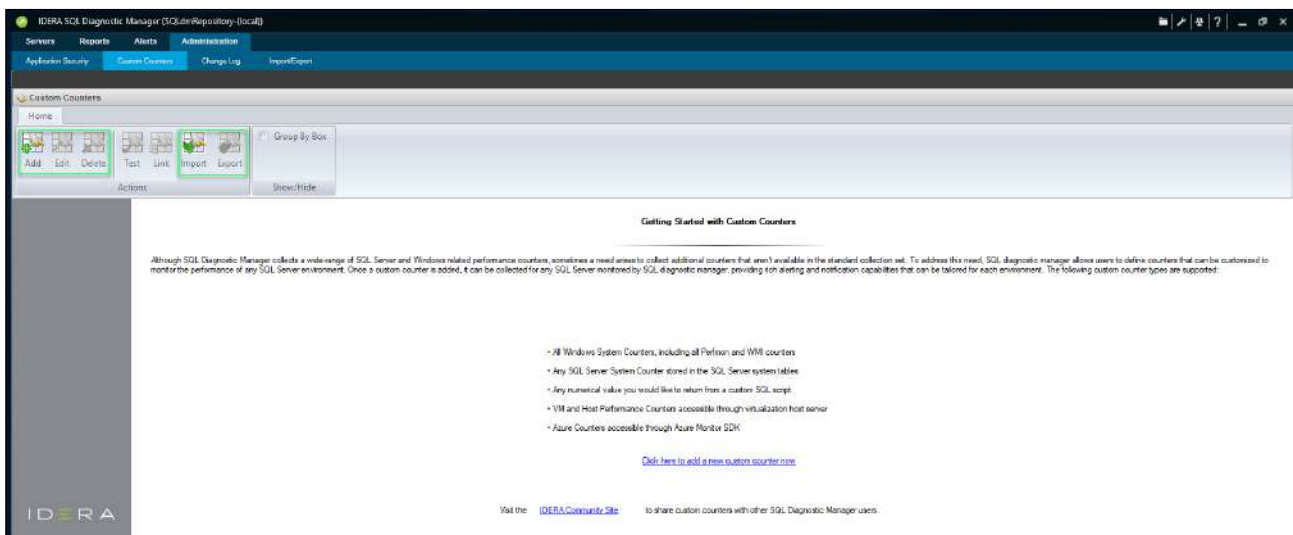 IDERA SQL Diagnostic Manager (SQLdmRepository-(local))
Servers Reports Alerts Administration
Application Security Custom Counters Change Log Import/Export
Custom Counters
Home
Add Edit Delete Test Link Import Export Group By Box
Actions Show/Hide
Getting Started with Custom Counters
Although SQL Diagnostic Manager collects a wide-range of SQL Server and Windows related performance counters, sometimes a need arises to collect additional counters that aren't available in the standard collection set. To address this need, SQL diagnostic manager allows users to define counters that can be customized to
monitor the performance of any SQL Server environment. Once a custom counter is added, it can be collected for any SQL Server monitored by SQL diagnostic manager, providing rich alerting and notification capabilities that can be tailored for each environment. The following custom counter types are supported:
• All Windows System Counters, including all Perfmon and WMI counters
• Any SQL Server System Counter stored in the SQL Server system tables
• Any numerical value you would like to return from a custom SQL script
• VM and Host Performance Counters accessible through virtualization host server
• Azure Counters accessible through Azure Monitor SDK
Click here to add a new custom counter now
Visit the IDERA Community Site to share custom counters with other SQL Diagnostic Manager users.
IDERA